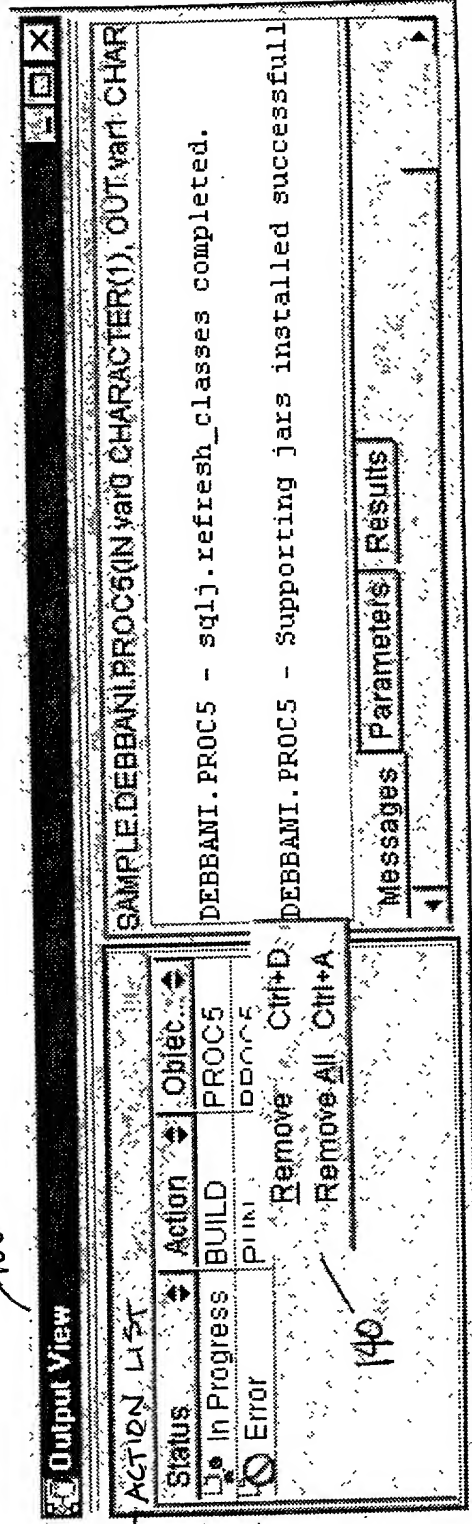 Output View
ACTION LIST
Status Action Objec...
In Progress BUILD PROC5
Error
Remove Ctrl+D
Remove All Ctrl+A
140
SAMPLE.DEBBANI.PROC5(IN var0 CHARACTER(1), OUT var1 CHAR
DEBBANI.PROC5 - sqlj.refresh_classes completed.
DEBBANI.PROC5 - Supporting jars installed successfull
Messages Parameters Results